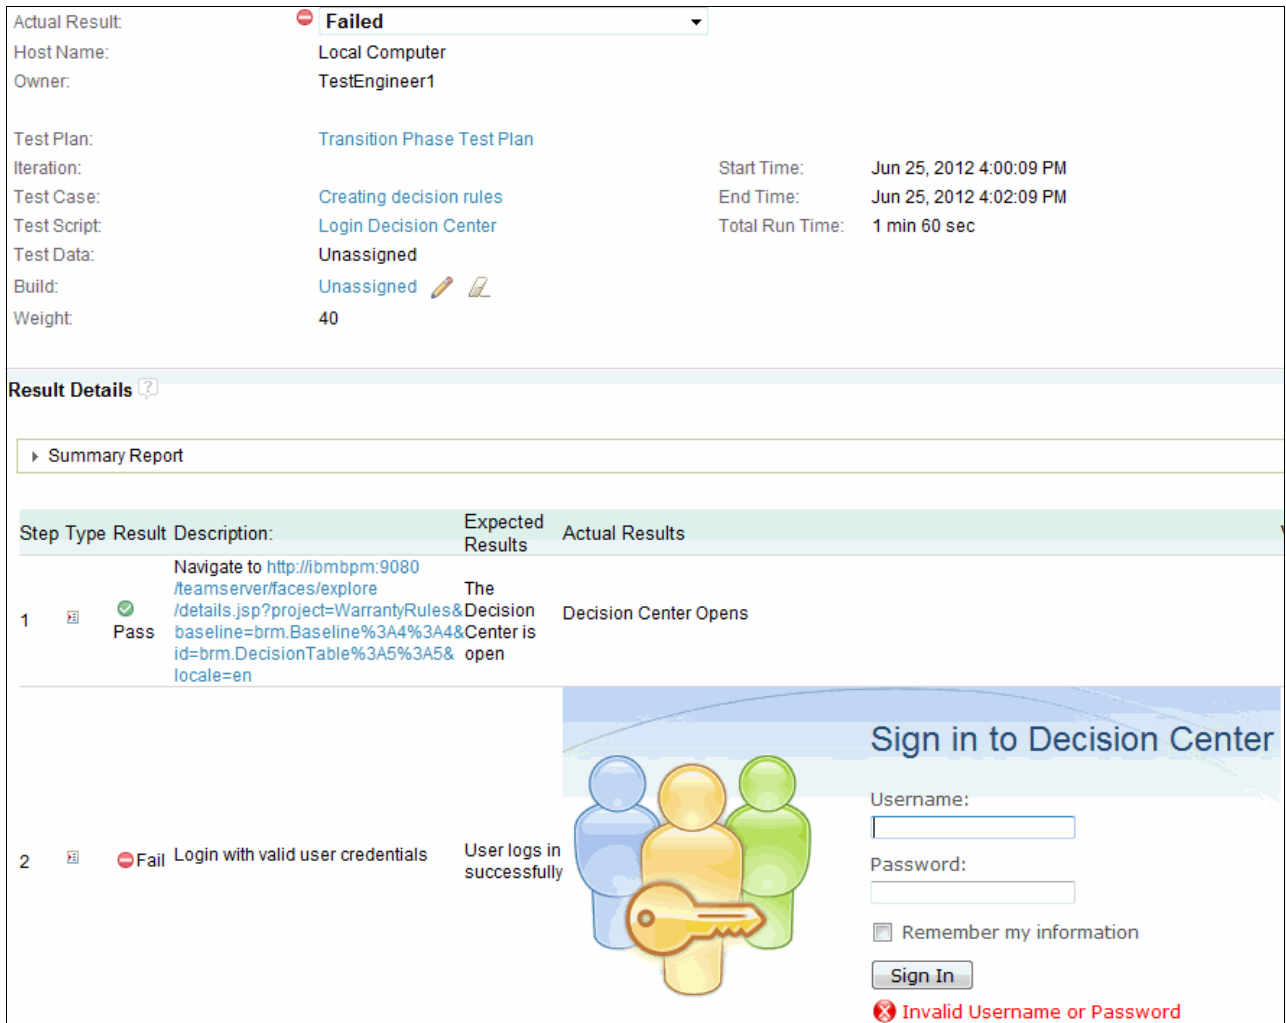 Actual Result: Failed
Host Name: Local Computer
Owner: TestEngineer1
Test Plan: Transition Phase Test Plan
Iteration: Start Time: Jun 25, 2012 4:00:09 PM
Test Case: Creating decision rules End Time: Jun 25, 2012 4:02:09 PM
Test Script: Login Decision Center Total Run Time: 1 min 60 sec
Test Data: Unassigned
Build: Unassigned
Weight: 40
Result Details ?
Summary Report
Step Type Result Description: Expected Results Actual Results
1 Pass
Navigate to http://ibmbpm:9080
/teamserver/faces/explore
/details.jsp?project=WarrantyRules&
baseline=brm.Baseline%3A4%3A4&
id=brm.DecisionTable%3A5%3A5&
locale=en
The
Decision
Center is
open
Decision Center Opens
2 Fail Login with valid user credentials
User logs in
successfully
Sign in to Decision Center
Username:
Password:
Remember my information
Sign In
Invalid Username or Password